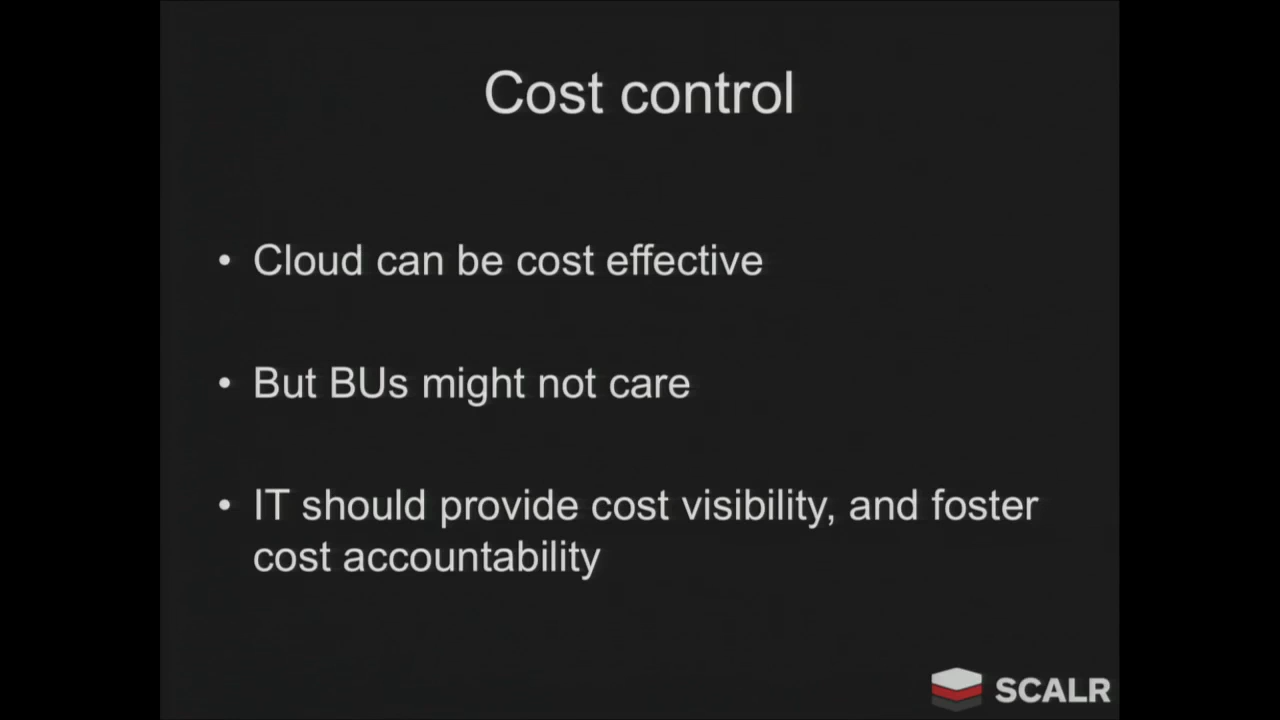 Cost control
• Cloud can be cost effective
• But BUs might not care
• IT should provide cost visibility, and foster
cost accountability
SCALR